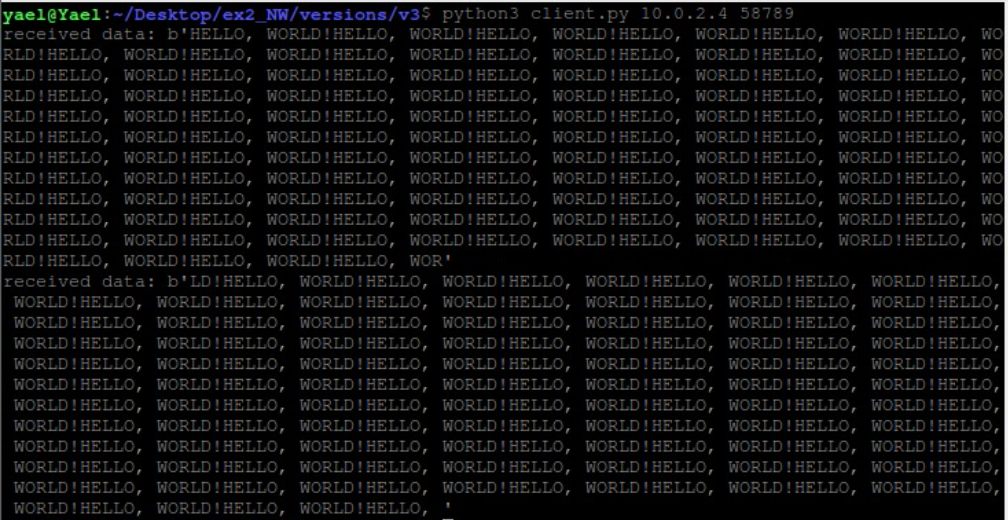 yael@Yael:~/Desktop/ex2_NW/versions/v3$ python3 client.py 10.0.2.4 58789
received data: b'HELLO, WORLD!HELLO, WORLD!HELLO, WORLD!HELLO, WORLD!HELLO, WORLD!HELLO, WO
RLD!HELLO, WORLD!HELLO, WORLD!HELLO, WORLD!HELLO, WORLD!HELLO, WORLD!HELLO, WORLD!HELLO, WO
RLD!HELLO, WORLD!HELLO, WORLD!HELLO, WORLD!HELLO, WORLD!HELLO, WORLD!HELLO, WORLD!HELLO, WO
RLD!HELLO, WORLD!HELLO, WORLD!HELLO, WORLD!HELLO, WORLD!HELLO, WORLD!HELLO, WORLD!HELLO, WO
RLD!HELLO, WORLD!HELLO, WORLD!HELLO, WORLD!HELLO, WORLD!HELLO, WORLD!HELLO, WORLD!HELLO, WO
RLD!HELLO, WORLD!HELLO, WORLD!HELLO, WORLD!HELLO, WORLD!HELLO, WORLD!HELLO, WORLD!HELLO, WO
RLD!HELLO, WORLD!HELLO, WORLD!HELLO, WORLD!HELLO, WORLD!HELLO, WORLD!HELLO, WORLD!HELLO, WO
RLD!HELLO, WORLD!HELLO, WORLD!HELLO, WORLD!HELLO, WORLD!HELLO, WORLD!HELLO, WORLD!HELLO, WO
RLD!HELLO, WORLD!HELLO, WORLD!HELLO, WORLD!HELLO, WORLD!HELLO, WORLD!HELLO, WORLD!HELLO, WO
RLD!HELLO, WORLD!HELLO, WORLD!HELLO, WORLD!HELLO, WORLD!HELLO, WORLD!HELLO, WORLD!HELLO, WO
RLD!HELLO, WORLD!HELLO, WORLD!HELLO, WORLD!HELLO, WORLD!HELLO, WORLD!HELLO, WORLD!HELLO, WO
RLD!HELLO, WORLD!HELLO, WORLD!HELLO, WOR'
received data: b'LD!HELLO, WORLD!HELLO, WORLD!HELLO, WORLD!HELLO, WORLD!HELLO, WORLD!HELLO,
 WORLD!HELLO, WORLD!HELLO, WORLD!HELLO, WORLD!HELLO, WORLD!HELLO, WORLD!HELLO, WORLD!HELLO,
 WORLD!HELLO, WORLD!HELLO, WORLD!HELLO, WORLD!HELLO, WORLD!HELLO, WORLD!HELLO, WORLD!HELLO,
 WORLD!HELLO, WORLD!HELLO, WORLD!HELLO, WORLD!HELLO, WORLD!HELLO, WORLD!HELLO, WORLD!HELLO,
 WORLD!HELLO, WORLD!HELLO, WORLD!HELLO, WORLD!HELLO, WORLD!HELLO, WORLD!HELLO, WORLD!HELLO,
 WORLD!HELLO, WORLD!HELLO, WORLD!HELLO, WORLD!HELLO, WORLD!HELLO, WORLD!HELLO, WORLD!HELLO,
 WORLD!HELLO, WORLD!HELLO, WORLD!HELLO, WORLD!HELLO, WORLD!HELLO, WORLD!HELLO, WORLD!HELLO,
 WORLD!HELLO, WORLD!HELLO, WORLD!HELLO, WORLD!HELLO, WORLD!HELLO, WORLD!HELLO, WORLD!HELLO,
 WORLD!HELLO, WORLD!HELLO, WORLD!HELLO, WORLD!HELLO, WORLD!HELLO, WORLD!HELLO, WORLD!HELLO,
 WORLD!HELLO, WORLD!HELLO, WORLD!HELLO, WORLD!HELLO, WORLD!HELLO, WORLD!HELLO, WORLD!HELLO,
 WORLD!HELLO, WORLD!HELLO, WORLD!HELLO, WORLD!HELLO, WORLD!HELLO, WORLD!HELLO, WORLD!HELLO,
 WORLD!HELLO, WORLD!HELLO, WORLD!HELLO, '